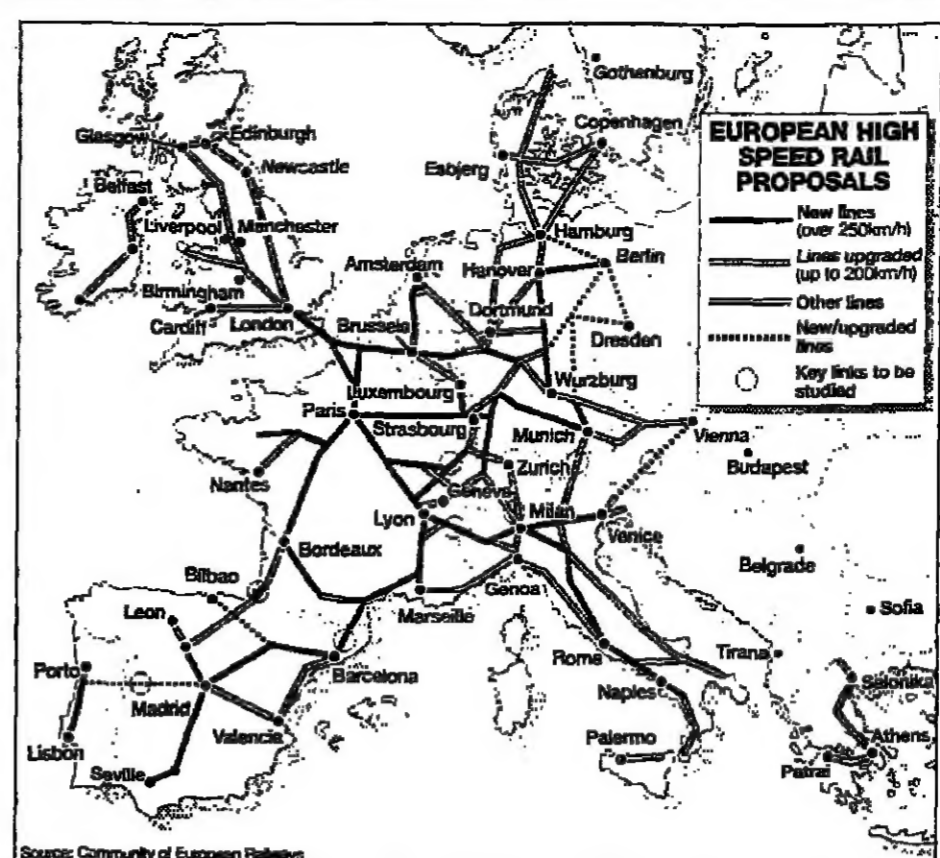 Gothenburg
Copenhagen
EUROPEAN HIGH
SPEED RAIL
PROPOSALS
New lines
(over 250km/h)
Lines upgraded
(up to 200km/h)
Other lines
New/upgraded
lines
Key links to be
studied
Glasgow
Edinburgh
Newcastle
Esbjerg
Belfast
Liverpool
Manchester
Hamburg
Berlin
Amsterdam
Hanover
Birmingham
Dortmund
Cardiff
London
Brussels
Dresden
Luxembourg
Wurzburg
Paris
Strasbourg
Munich
Vienna
Budapest
Nantes
Zurich
Geneva
Lyon
Milan
Venice
Bordeaux
Belgrade
Bilbao
Genoa
Marseille
Leon
Sofia
Porto
Rome
Tirana
Barcelona
Salonika
Madrid
Naples
Valencia
Palermo
Athens
Lisbon
Patrai
Seville
Source: Community of European Railways